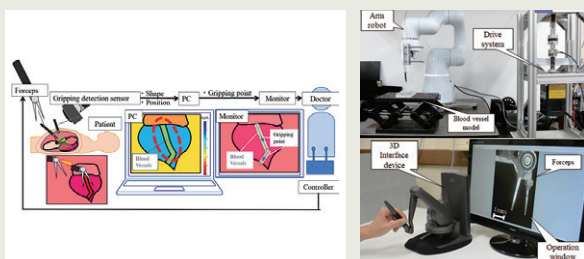 Forceps
Gripping detection sensor
• Shape
• Position
PC
• Gripping point
Monitor
Doctor
Patient
PC
Blood
Vessels
Monitor
Gripping
point
Blood
Vessels
Controller
Arm
robot
Drive
system
Blood vessel
model
3D
Interface
device
Forceps
Operation
window